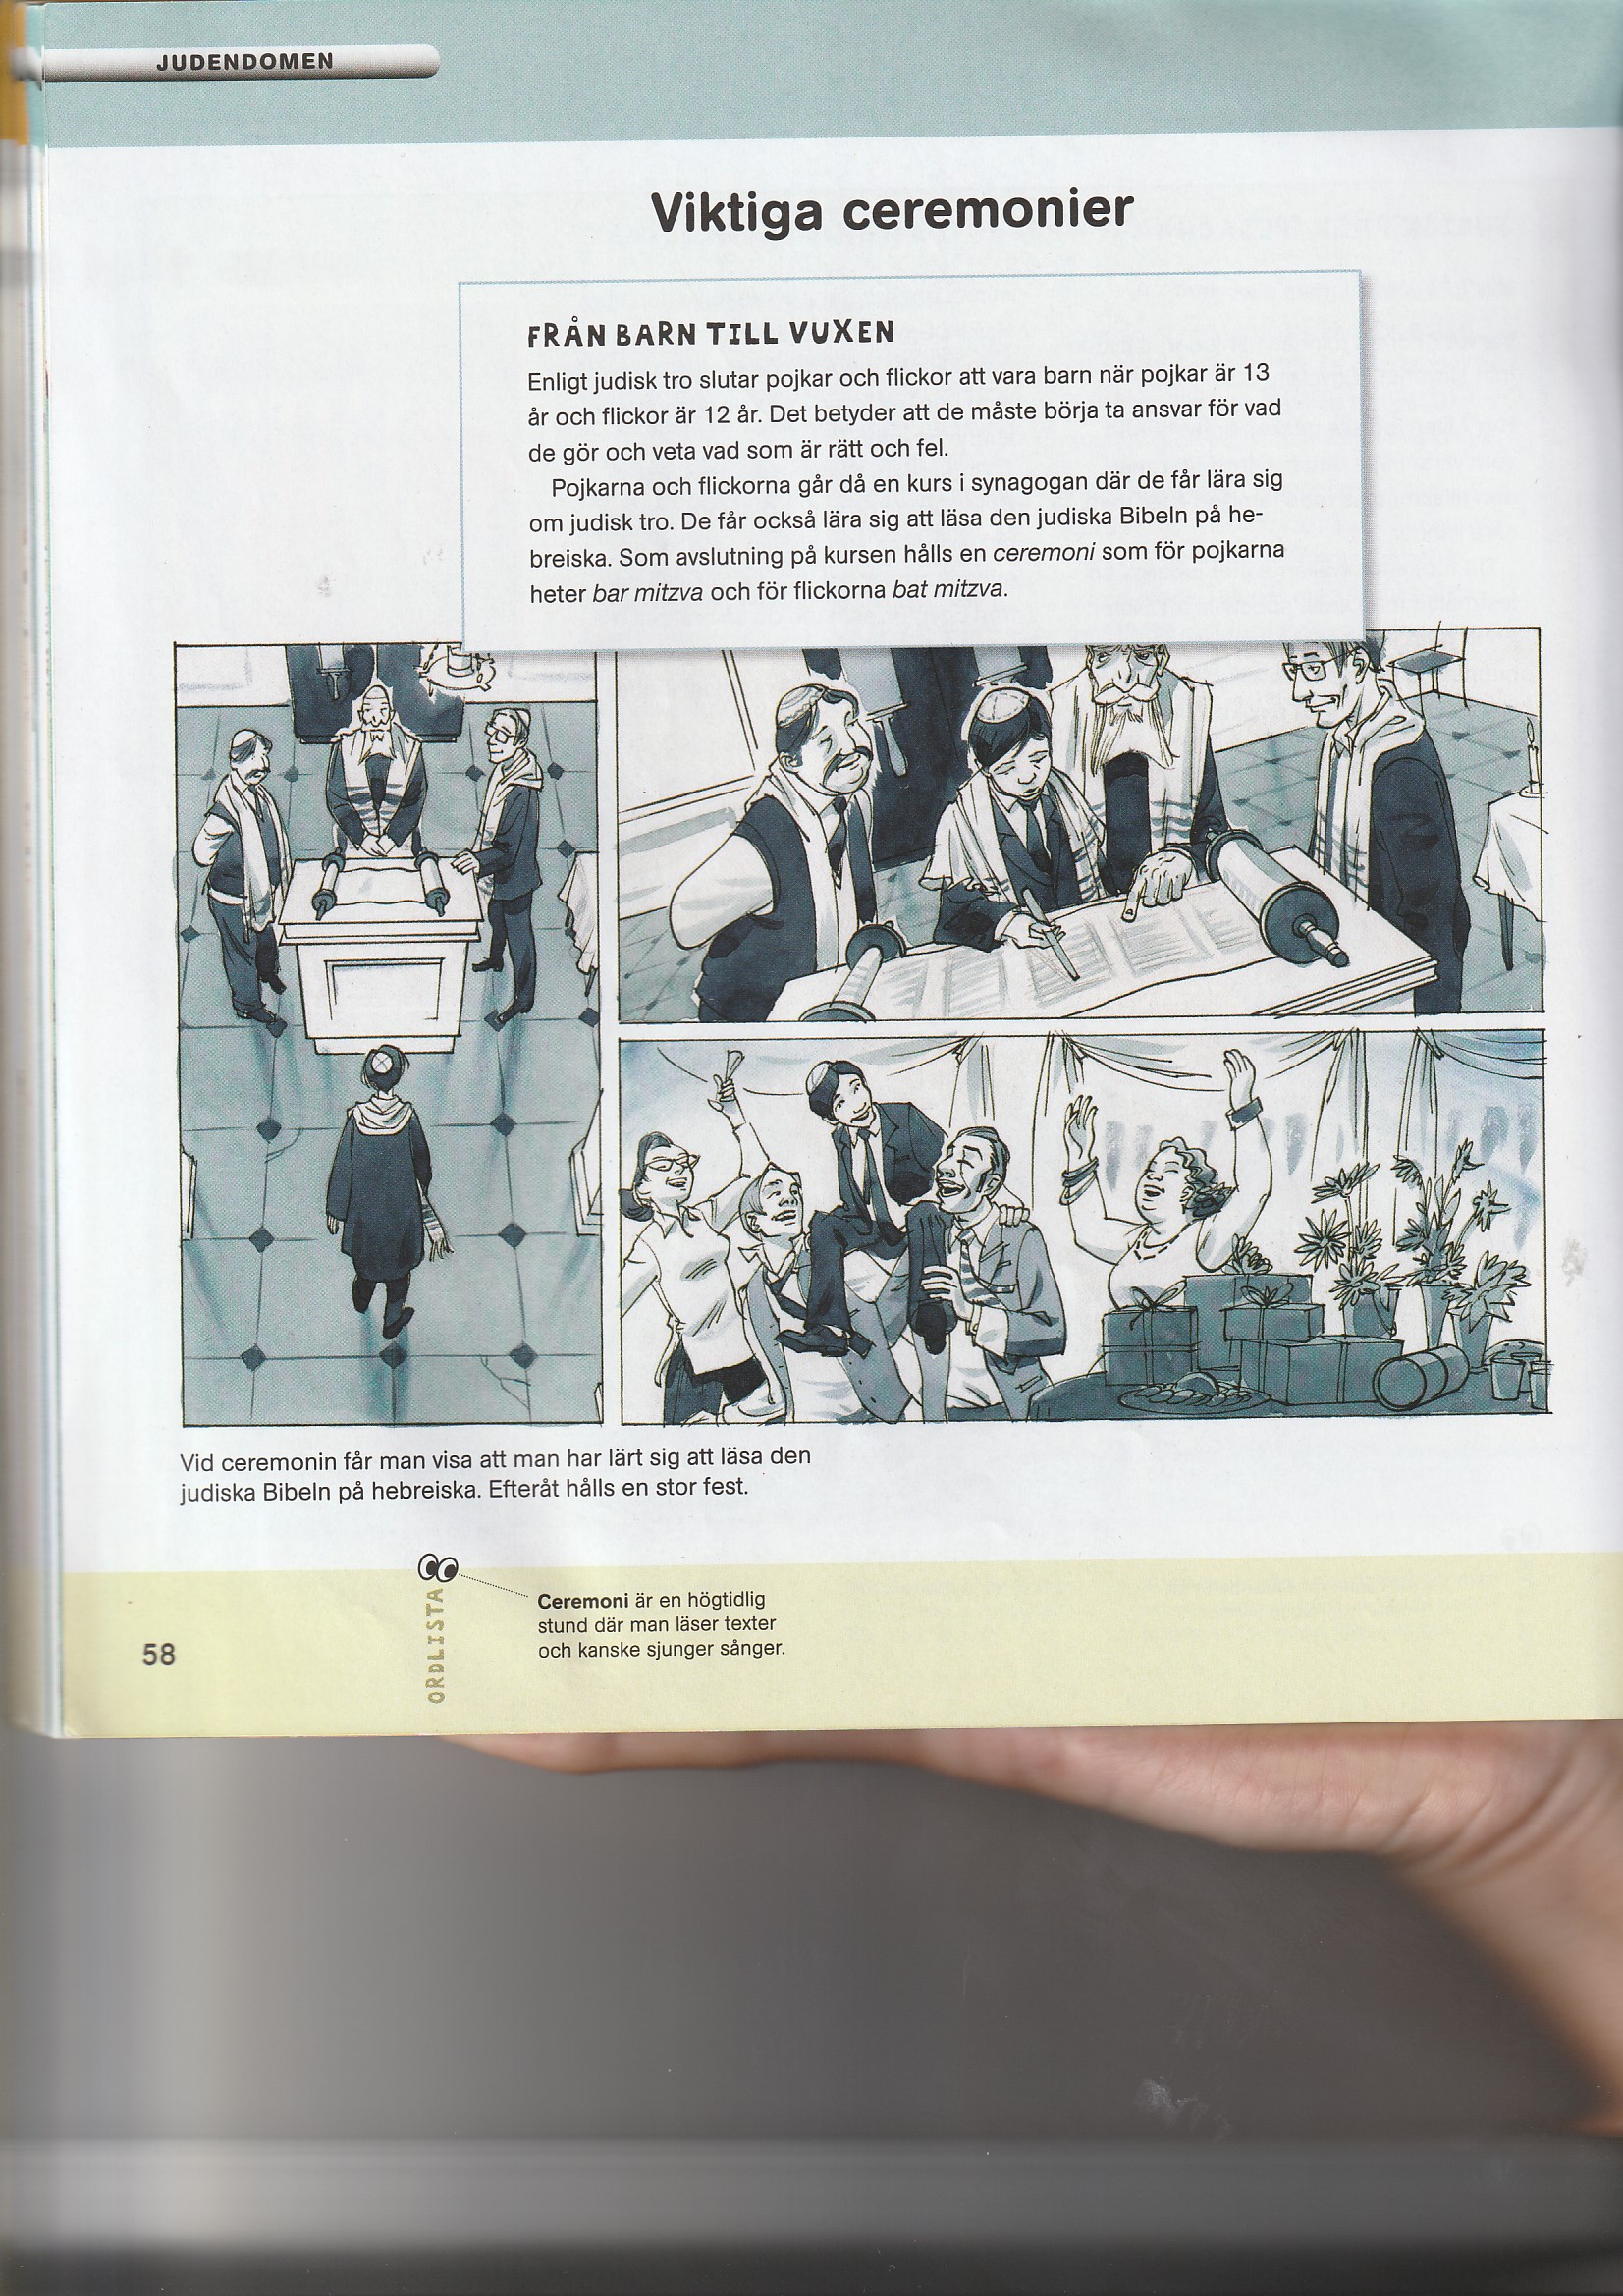 JUDENDOMEN
Viktiga ceremonier
FRÅN BARN TILL VUXEN
Enligt judisk tro slutar pojkar och flickor att vara barn när pojkar är 13
år och flickor är 12 år. Det betyder att de måste börja ta ansvar för vad
de gör och veta vad som är rätt och fel.
Pojkarna och flickorna går då en kurs i synagogan där de får lära sig
om judisk tro. De får också lära sig att läsa den judiska Bibeln på he-
breiska. Som avslutning på kursen hålls en ceremoni som för pojkarna
heter bar mitzva och för flickorna bat mitzva.
Vid ceremonin får man visa att man har lärt sig att läsa den
judiska Bibeln på hebreiska. Efteråt hålls en stor fest.
ORDLISTA
Ceremoni är en högtidlig
stund där man läser texter
och kanske sjunger sånger.
58